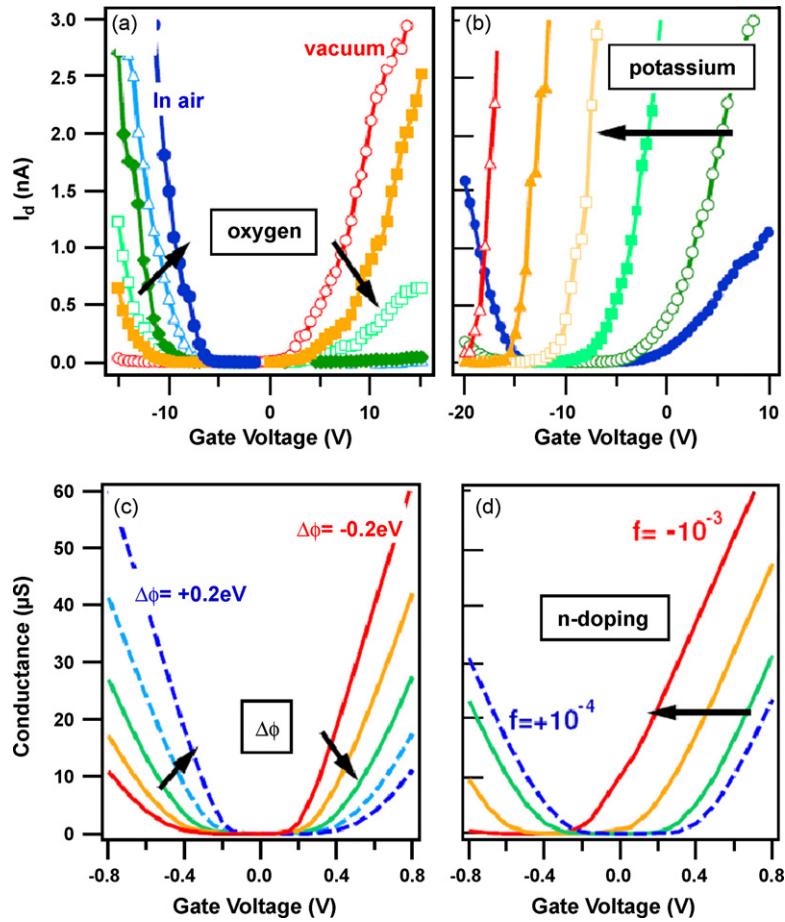 (a)
vacuum
In air
oxygen
3.0
2.5
2.0
1.5
1.0
0.5
0.0
I_d (nA)
-10
0
10
Gate Voltage (V)
(b)
potassium
-20
-10
0
10
Gate Voltage (V)
(c)
Δϕ= -0.2eV
Δϕ= +0.2eV
Δϕ
60
50
40
30
20
10
0
Conductance (µS)
-0.8
-0.4
0.0
0.4
0.8
Gate Voltage (V)
(d)
f= -10⁻³
n-doping
f=+10⁻⁴
-0.8
-0.4
0.0
0.4
0.8
Gate Voltage (V)